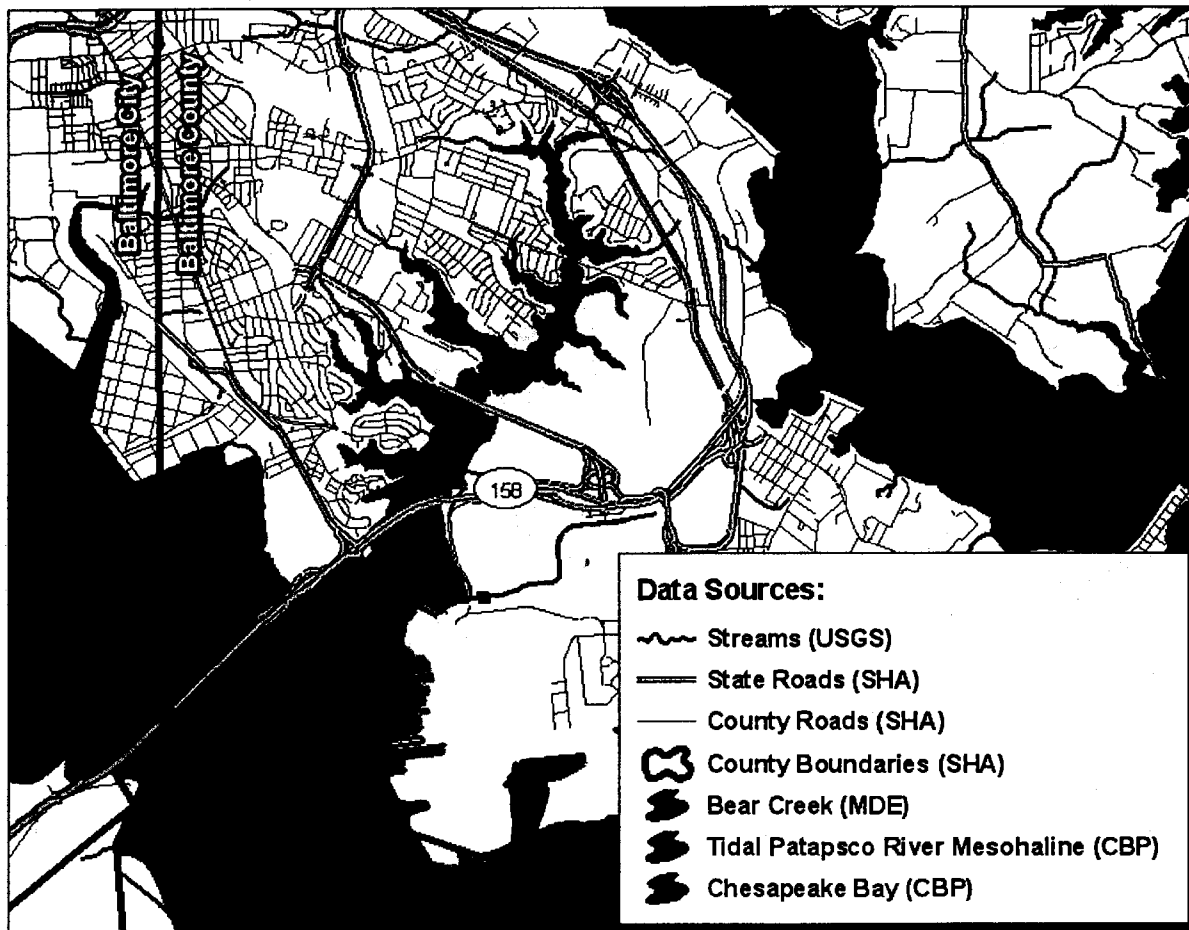 Baltimore City
Baltimore County
158
Data Sources:
Streams (USGS)
State Roads (SHA)
County Roads (SHA)
County Boundaries (SHA)
Bear Creek (MDE)
Tidal Patapsco River Mesohaline (CBP)
Chesapeake Bay (CBP)